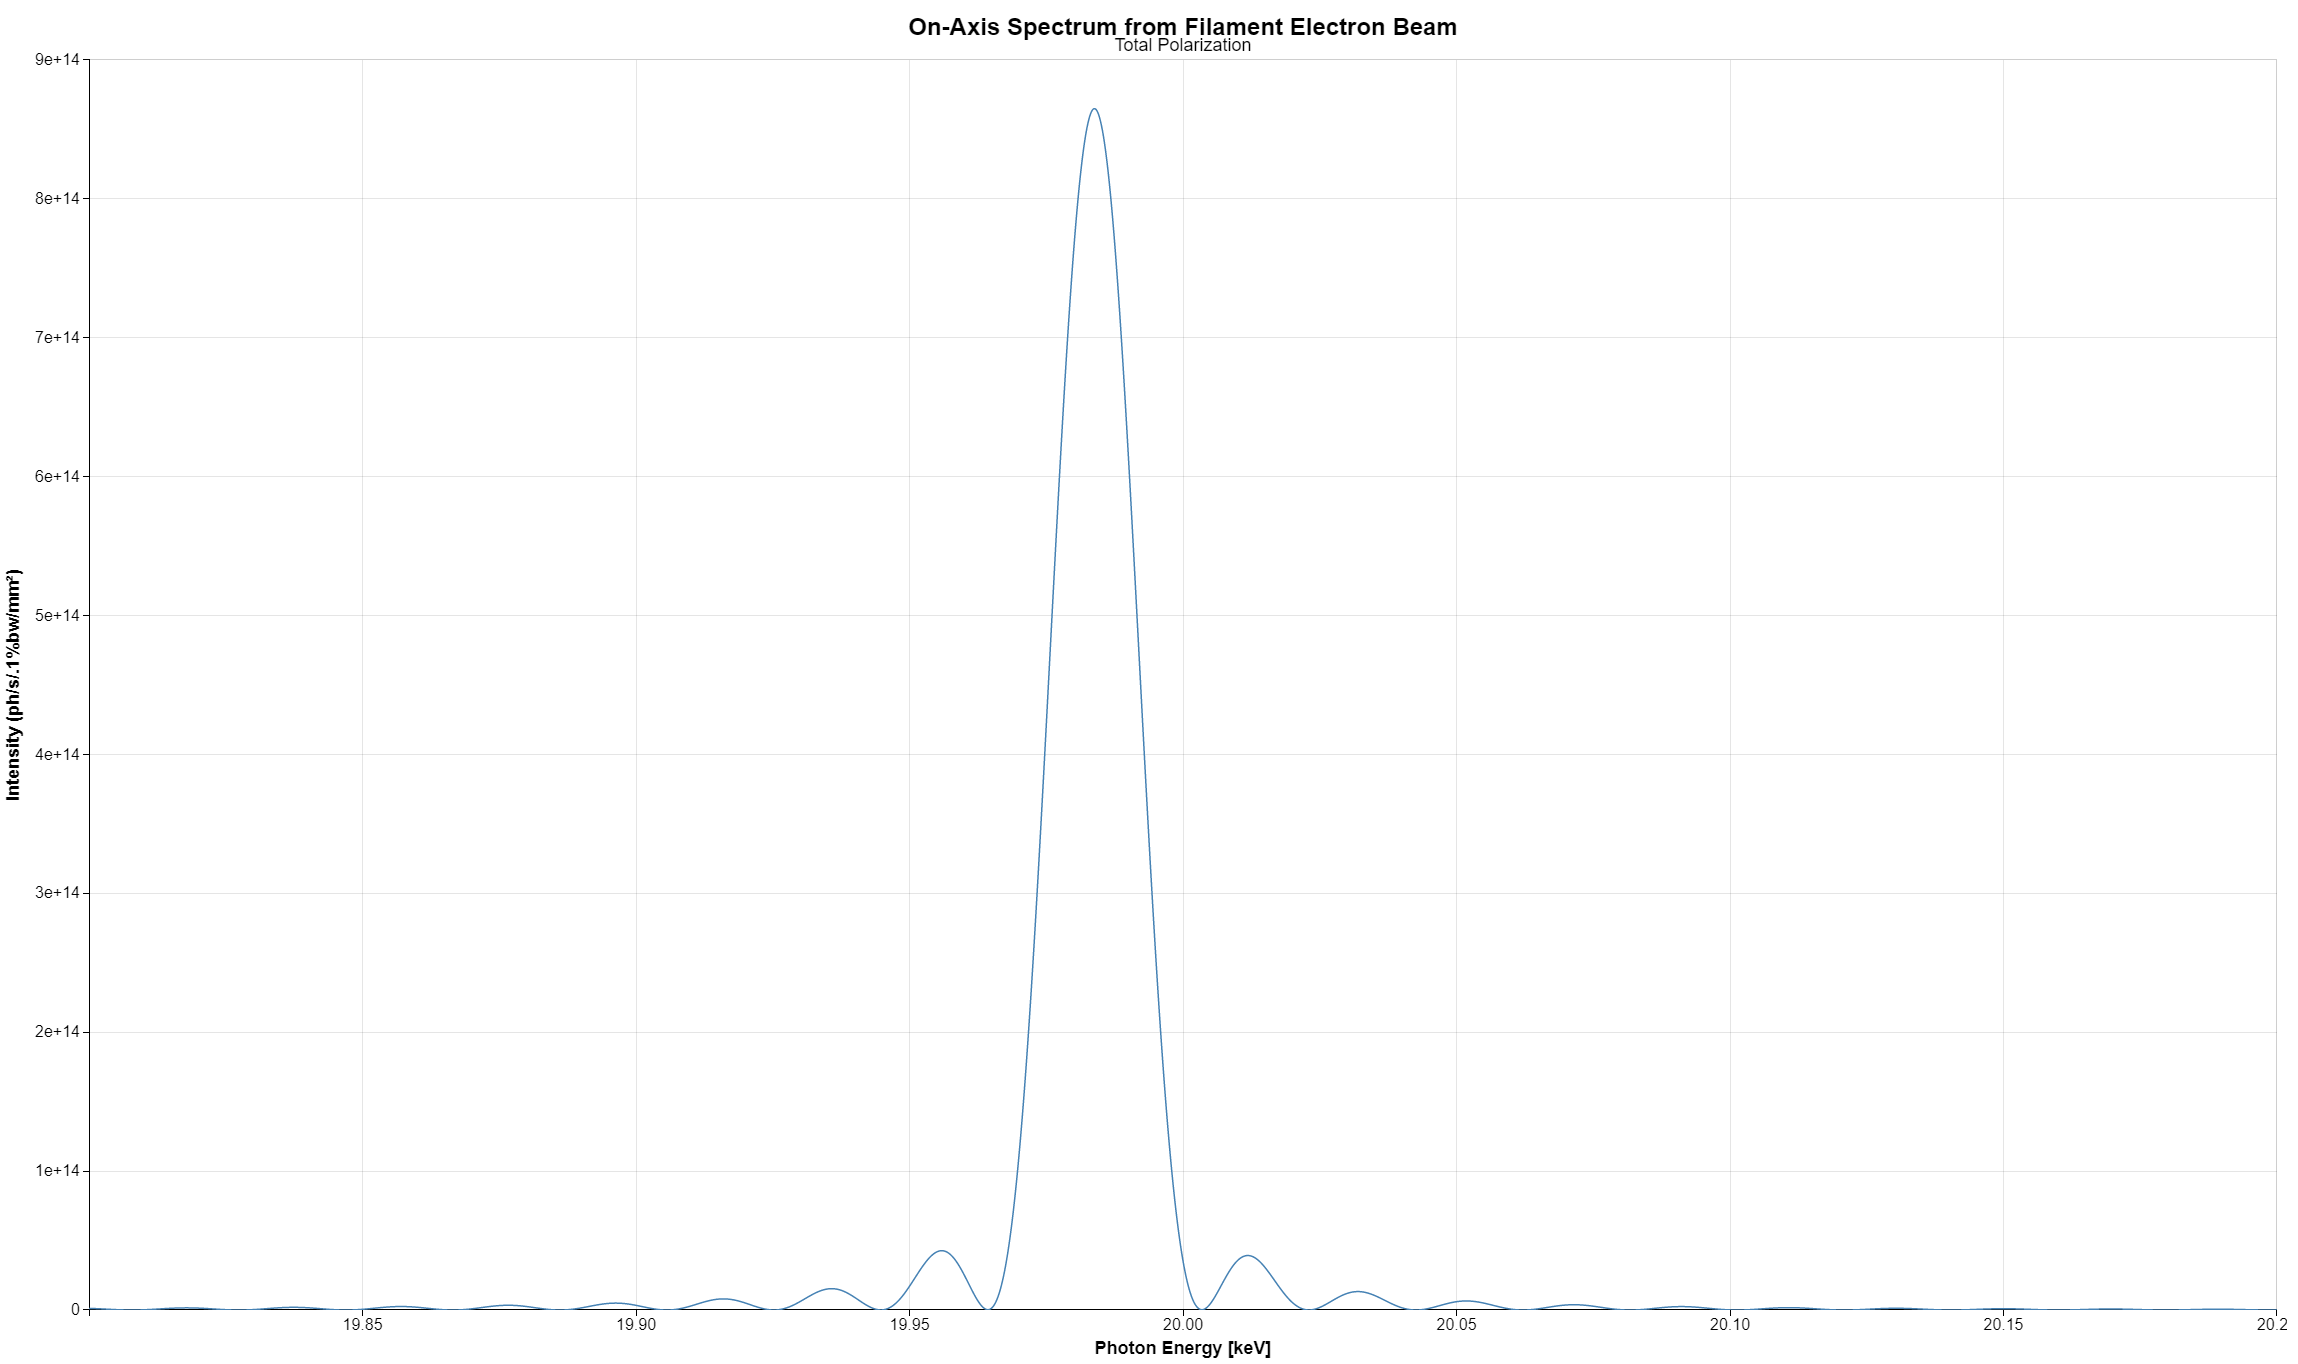 On-Axis Spectrum from Filament Electron Beam
Total Polarization
9e+14
8e+14
7e+14
6e+14
5e+14
4e+14
3e+14
2e+14
1e+14
0
Intensity (ph/s/.1%bw/mm²)
19.85
19.90
19.95
20.00
20.05
20.10
20.15
20.2
Photon Energy [keV]